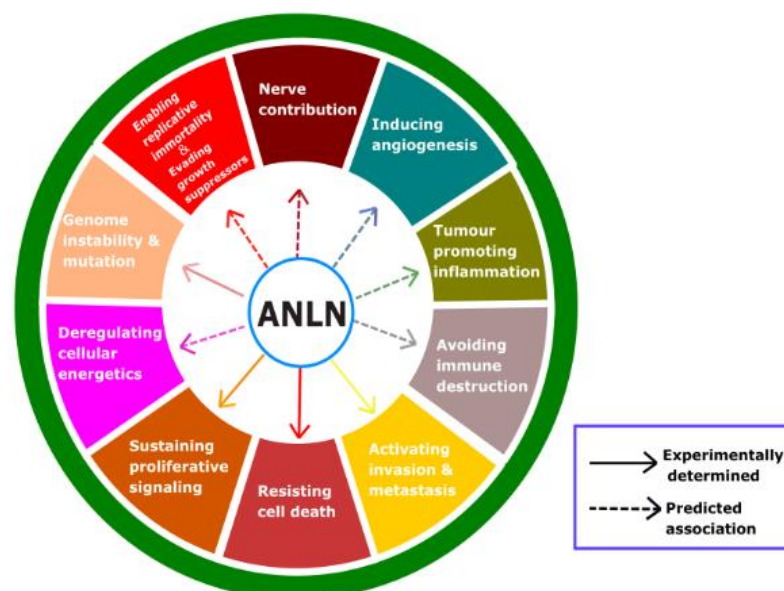 Nerve
contribution
Inducing
angiogenesis
Tumour
promoting
inflammation
Avoiding
immune
destruction
Activating
invasion &
metastasis
Resisting
cell death
Sustaining
proliferative
signaling
Deregulating
cellular
energetics
Genome
instability &
mutation
Enabling
replicative
immortality
&
Evading
growth
suppressors
ANLN
Experimentally
determined
Predicted
association